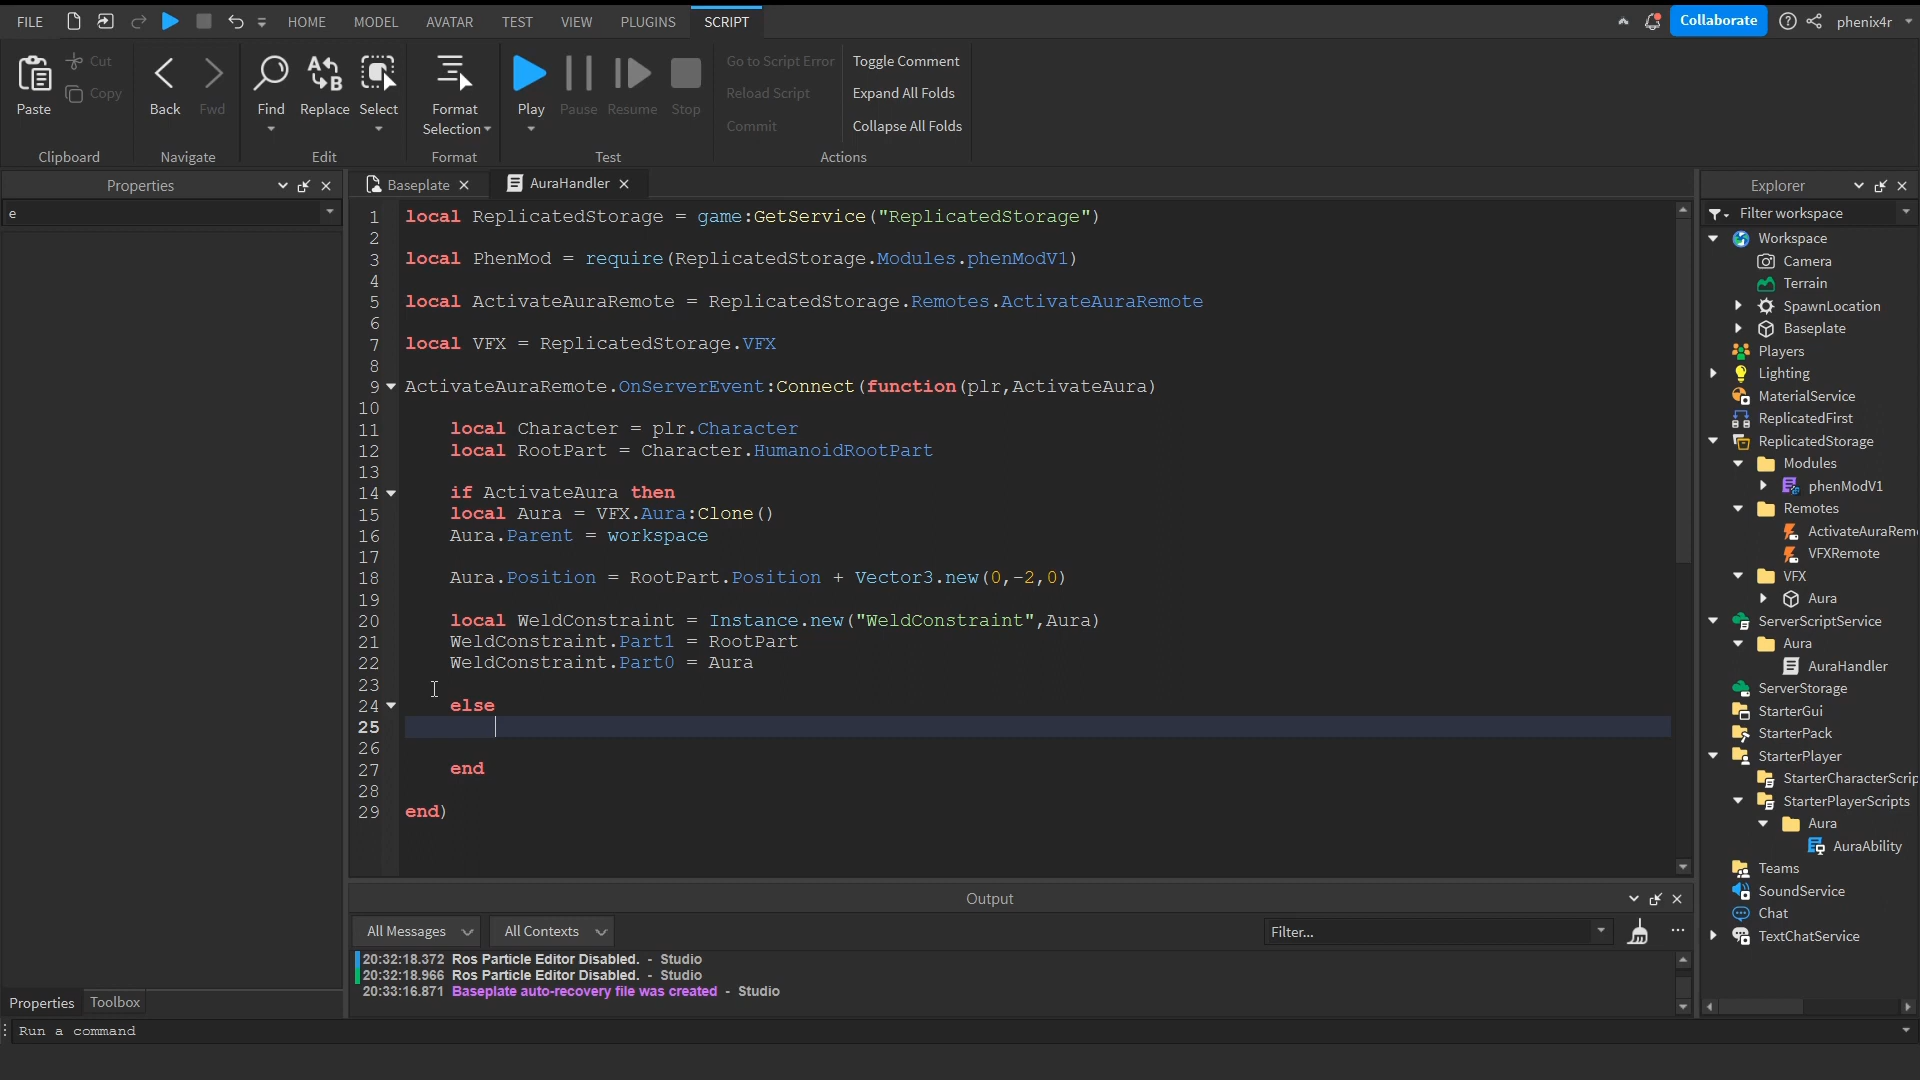 FILE HOME MODEL AVATAR TEST VIEW PLUGINS SCRIPT Collaborate phenix4r
Paste Cut Copy Back Fwd Find Replace Select Format Selection Play Pause Resume Stop
Go to Script Error Toggle Comment
Reload Script Expand All Folds
Commit Collapse All Folds
Clipboard Navigate Edit Format Test Actions
Properties
e
Baseplate AuraHandler
1 local ReplicatedStorage = game:GetService("ReplicatedStorage")
2
3 local PhenMod = require(ReplicatedStorage.Modules.phenModV1)
4
5 local ActivateAuraRemote = ReplicatedStorage.Remotes.ActivateAuraRemote
6
7 local VFX = ReplicatedStorage.VFX
8
9 ActivateAuraRemote.OnServerEvent:Connect(function(plr,ActivateAura)
10
11 local Character = plr.Character
12 local RootPart = Character.HumanoidRootPart
13
14 if ActivateAura then
15 local Aura = VFX.Aura:Clone()
16 Aura.Parent = workspace
17
18 Aura.Position = RootPart.Position + Vector3.new(0,-2,0)
19
20 local WeldConstraint = Instance.new("WeldConstraint",Aura)
21 WeldConstraint.Part1 = RootPart
22 WeldConstraint.Part0 = Aura
23
24 else
25
26
27 end
28
29 end)
Explorer
Filter workspace
Workspace
Camera
Terrain
SpawnLocation
Baseplate
Players
Lighting
MaterialService
ReplicatedFirst
ReplicatedStorage
Modules
phenModV1
Remotes
ActivateAuraRem
VFXRemote
VFX
Aura
ServerScriptService
Aura
AuraHandler
ServerStorage
StarterGui
StarterPack
StarterPlayer
StarterCharacterScrip
StarterPlayerScripts
Aura
AuraAbility
Teams
SoundService
Chat
TextChatService
Output
All Messages All Contexts Filter...
20:32:18.372 Ros Particle Editor Disabled. - Studio
20:32:18.966 Ros Particle Editor Disabled. - Studio
20:33:16.871 Baseplate auto-recovery file was created - Studio
Properties Toolbox
Run a command